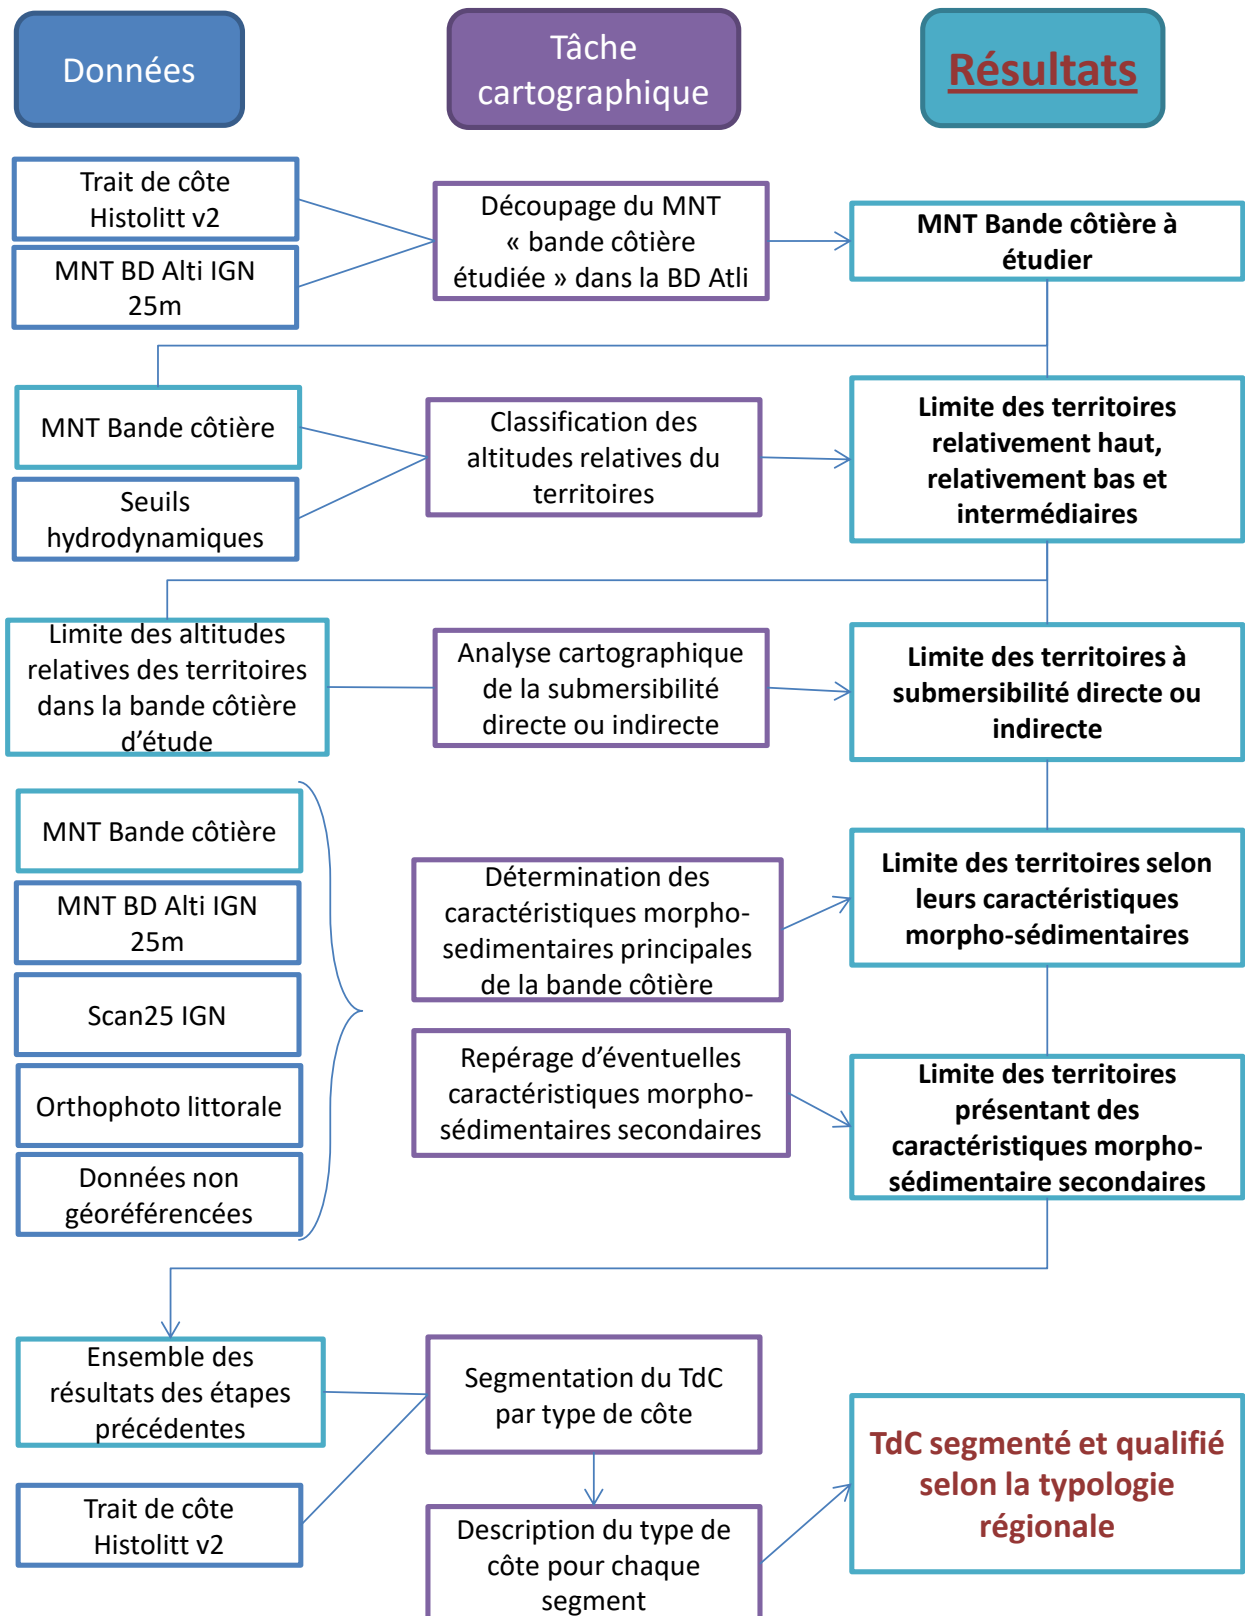 Données
Tâche
cartographique
Résultats
Trait de côte
Histolitt v2
MNT BD Alti IGN
25m
Découpage du MNT
« bande côtière
étudiée » dans la BD Atli
MNT Bande côtière à
étudier
MNT Bande côtière
Seuils
hydrodynamiques
Classification des
altitudes relatives du
territoires
Limite des territoires
relativement haut,
relativement bas et
intermédiaires
Limite des altitudes
relatives des territoires
dans la bande côtière
d’étude
Analyse cartographique
de la submersibilité
directe ou indirecte
Limite des territoires à
submersibilité directe ou
indirecte
MNT Bande côtière
MNT BD Alti IGN
25m
Scan25 IGN
Orthophoto littorale
Données non
géoréférencées
Détermination des
caractéristiques morpho-
sedimentaires principales
de la bande côtière
Limite des territoires selon
leurs caractéristiques
morpho-sédimentaires
Repérage d’éventuelles
caractéristiques morpho-
sédimentaires secondaires
Limite des territoires
présentant des
caractéristiques morpho-
sédimentaire secondaires
Ensemble des
résultats des étapes
précédentes
Trait de côte
Histolitt v2
Segmentation du TdC
par type de côte
Description du type de
côte pour chaque
segment
TdC segmenté et qualifié
selon la typologie
régionale